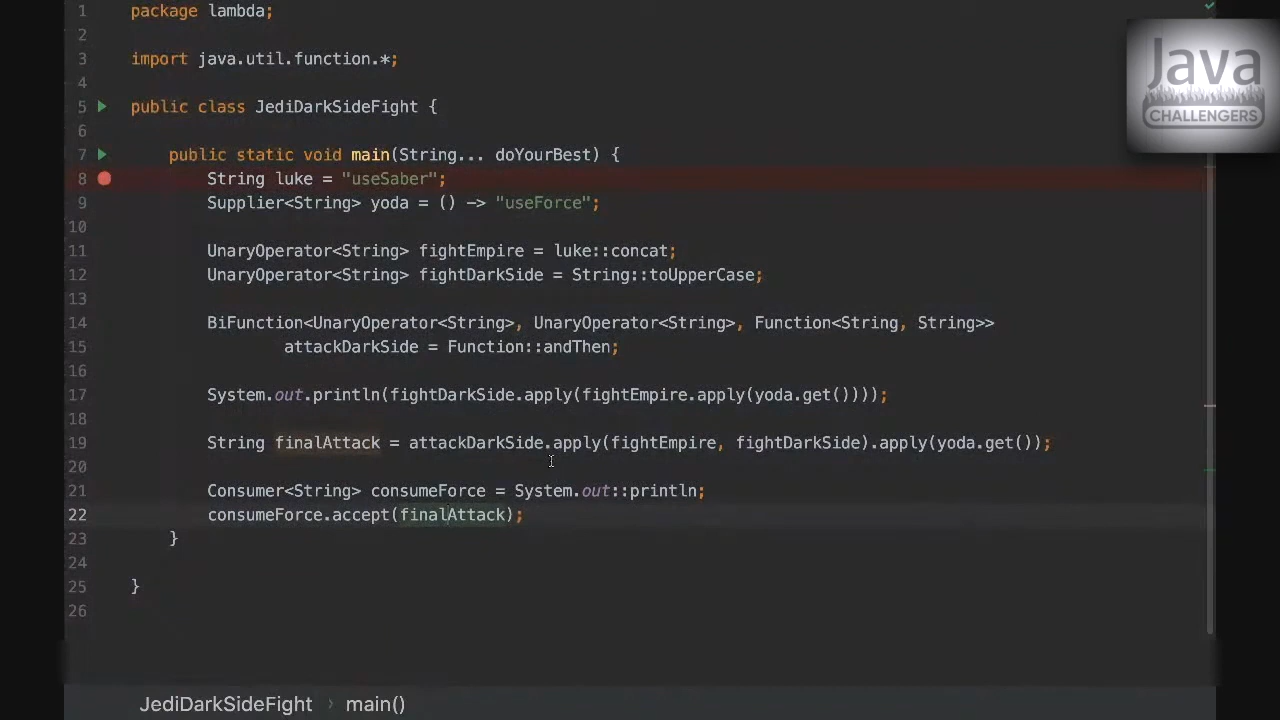 1 package lambda;
2
3 import java.util.function.*;
4
5 public class JediDarkSideFight {
6
7 public static void main(String... doYourBest) {
8 String luke = "useSaber";
9 Supplier<String> yoda = () -> "useForce";
10
11 UnaryOperator<String> fightEmpire = luke::concat;
12 UnaryOperator<String> fightDarkSide = String::toUpperCase;
13
14 BiFunction<UnaryOperator<String>, UnaryOperator<String>, Function<String, String>>
15 attackDarkSide = Function::andThen;
16
17 System.out.println(fightDarkSide.apply(fightEmpire.apply(yoda.get())));
18
19 String finalAttack = attackDarkSide.apply(fightEmpire, fightDarkSide).apply(yoda.get());
20
21 Consumer<String> consumeForce = System.out::println;
22 consumeForce.accept(finalAttack);
23 }
24
25 }
26
JediDarkSideFight › main()
Java
CHALLENGERS